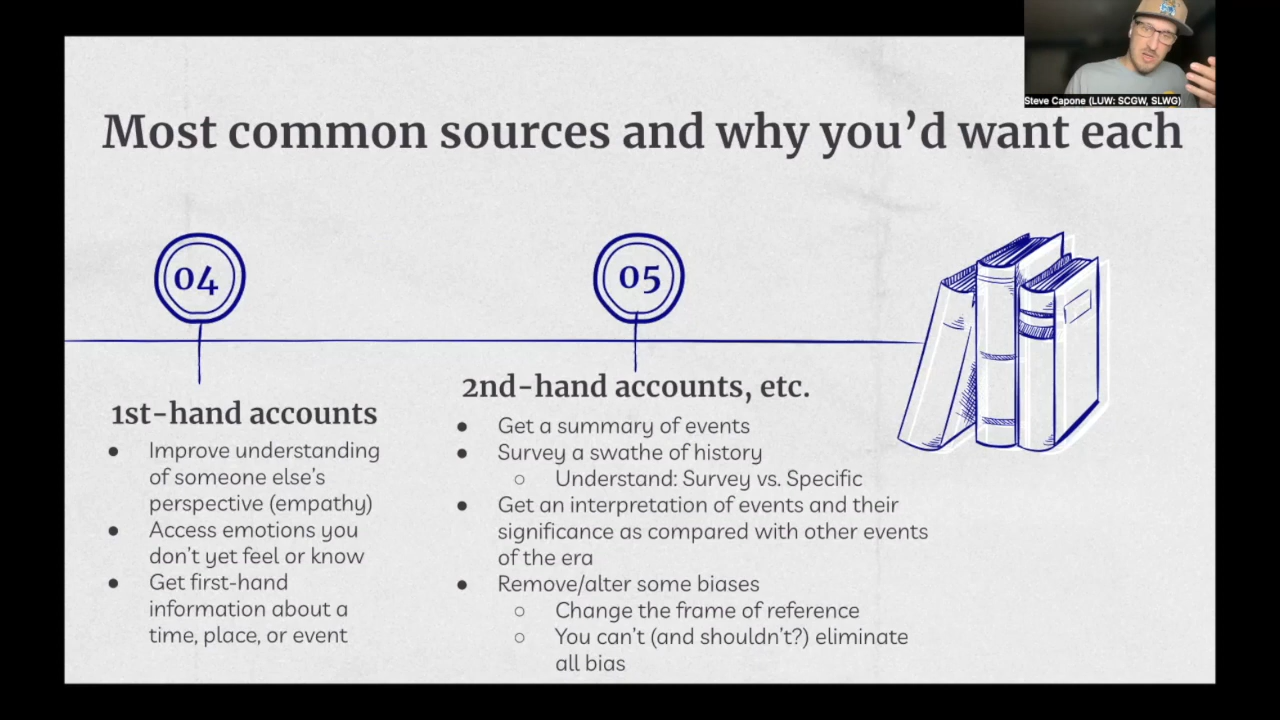 Steve Capone (LUW: SCGW, SLWG)
Most common sources and why you’d want each
04
1st-hand accounts
● Improve understanding
of someone else’s
perspective (empathy)
● Access emotions you
don’t yet feel or know
● Get first-hand
information about a
time, place, or event
05
2nd-hand accounts, etc.
● Get a summary of events
● Survey a swathe of history
○ Understand: Survey vs. Specific
● Get an interpretation of events and their
significance as compared with other events
of the era
● Remove/alter some biases
○ Change the frame of reference
○ You can’t (and shouldn’t?) eliminate
all bias